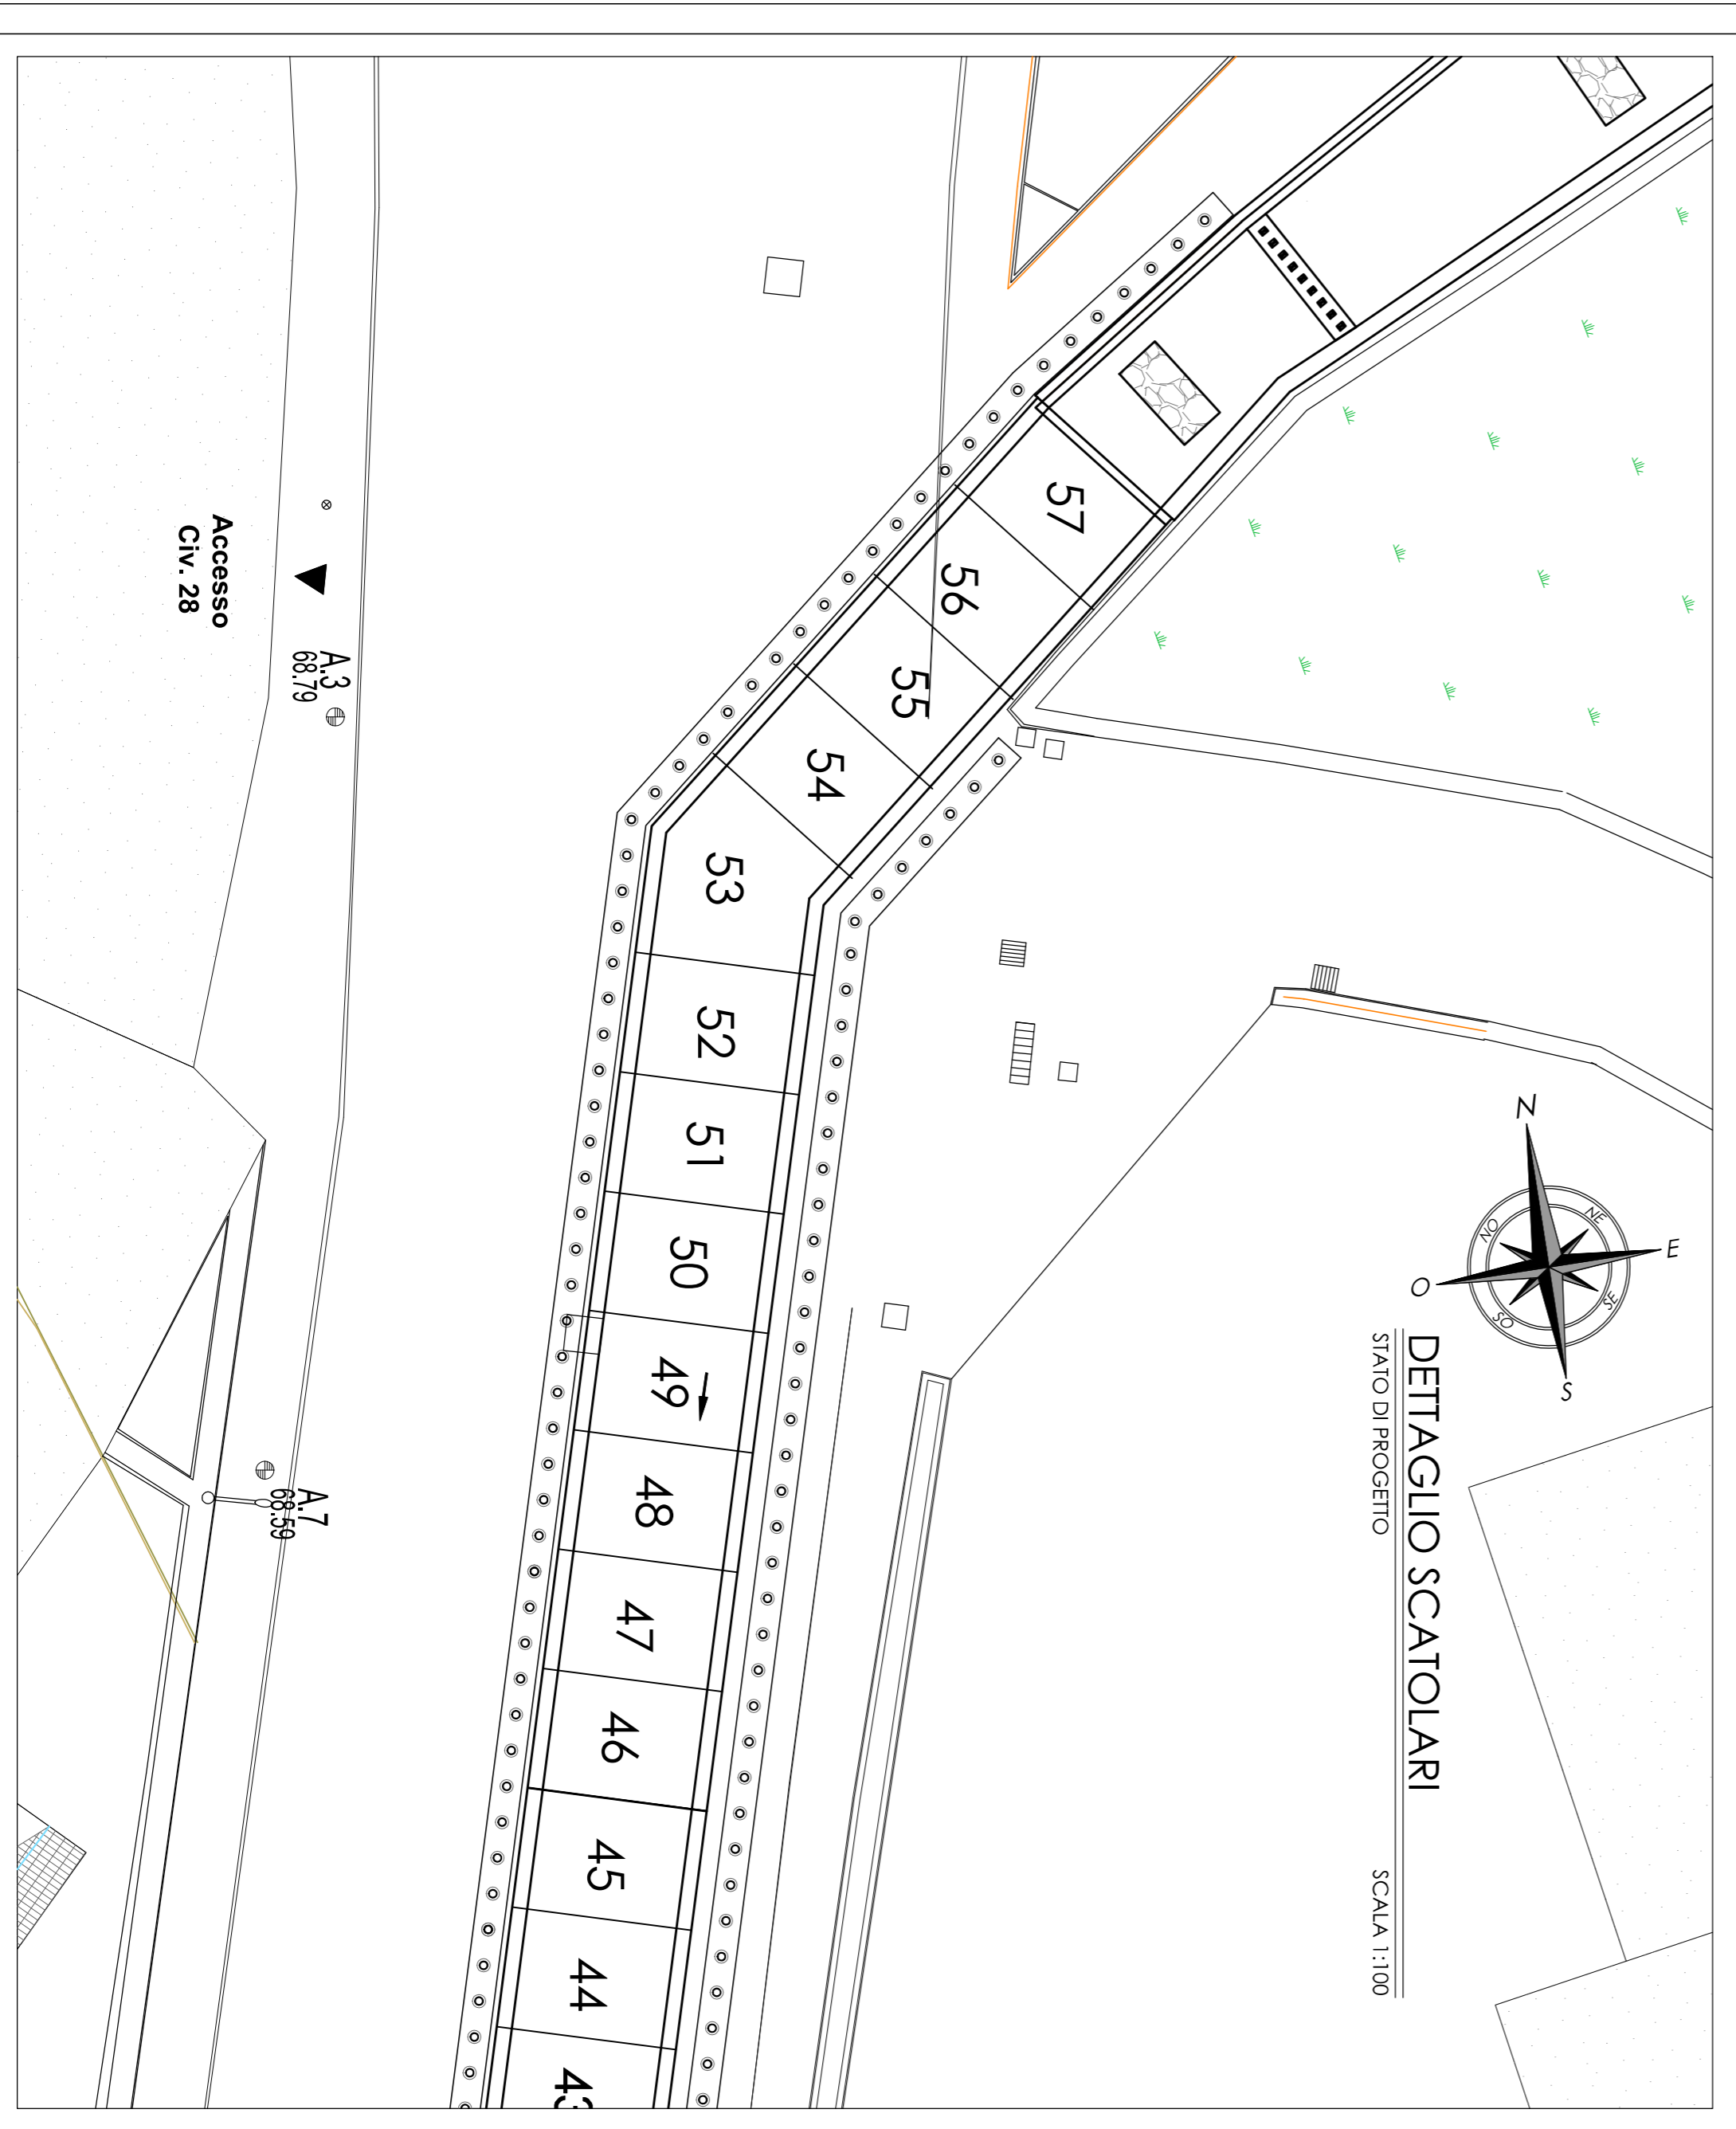 DETTAGLIO SCATOLARI
STATO DI PROGETTO
SCALA 1:100
N
NE
E
SE
S
SO
O
NO
57
56
55
54
53
52
51
50
49
48
47
46
45
44
43
A.3
68.79
Accesso
Civ. 28
A.7
68.59